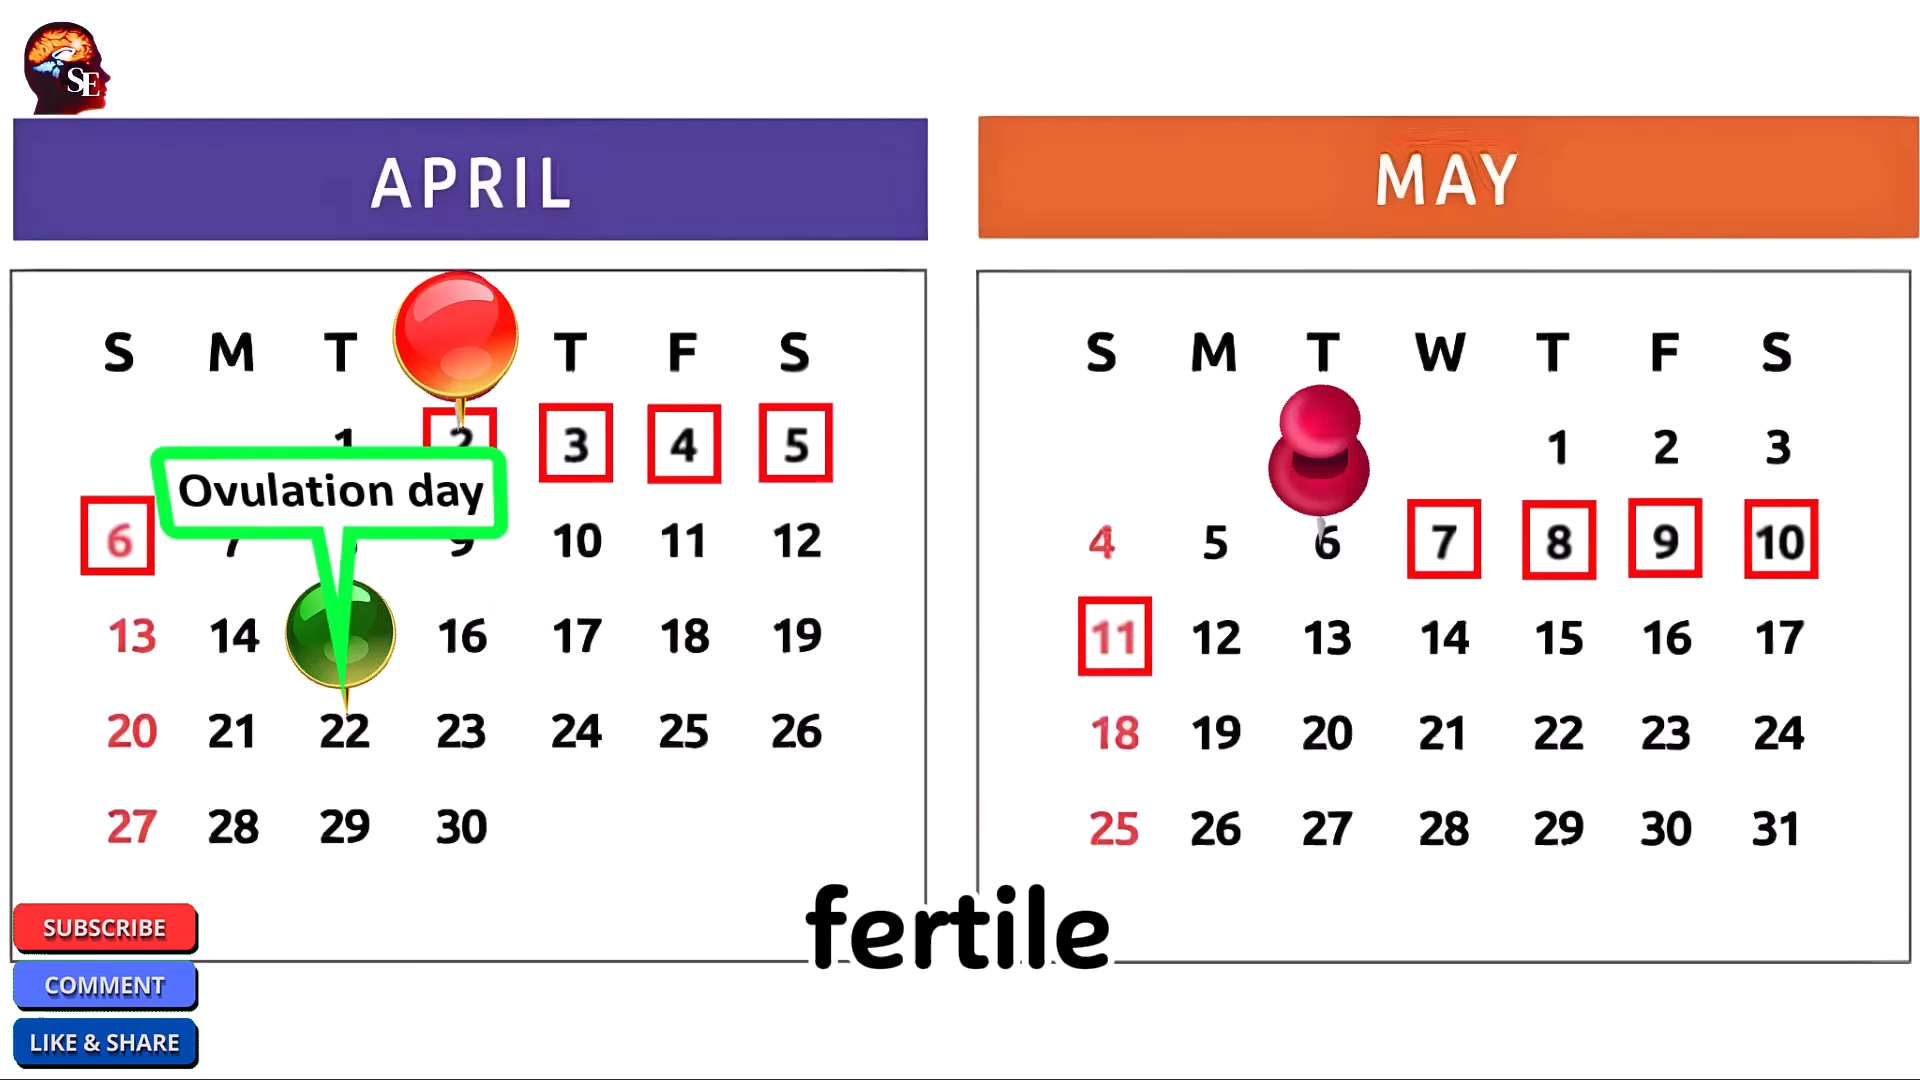 SE
APRIL
S M T T F S
1 2 3 4 5
Ovulation day
6 7 9 10 11 12
13 14 16 17 18 19
20 21 22 23 24 25 26
27 28 29 30
MAY
S M T W T F S
1 2 3
4 5 6 7 8 9 10
11 12 13 14 15 16 17
18 19 20 21 22 23 24
25 26 27 28 29 30 31
fertile
SUBSCRIBE
COMMENT
LIKE & SHARE